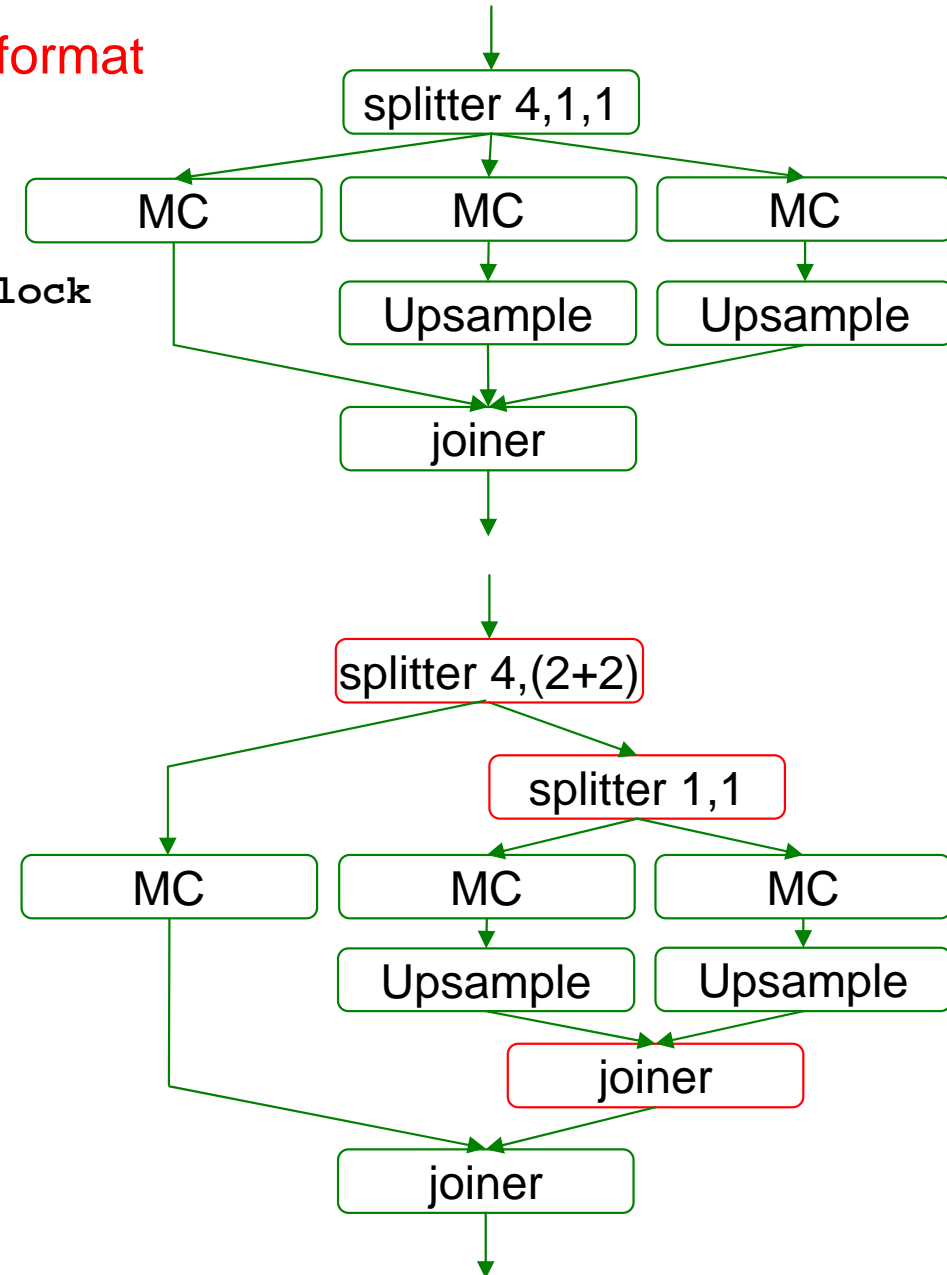 format
splitter 4,1,1
MC MC MC
lock
Upsample Upsample
joiner
splitter 4,(2+2)
splitter 1,1
MC MC MC
Upsample Upsample
joiner
joiner